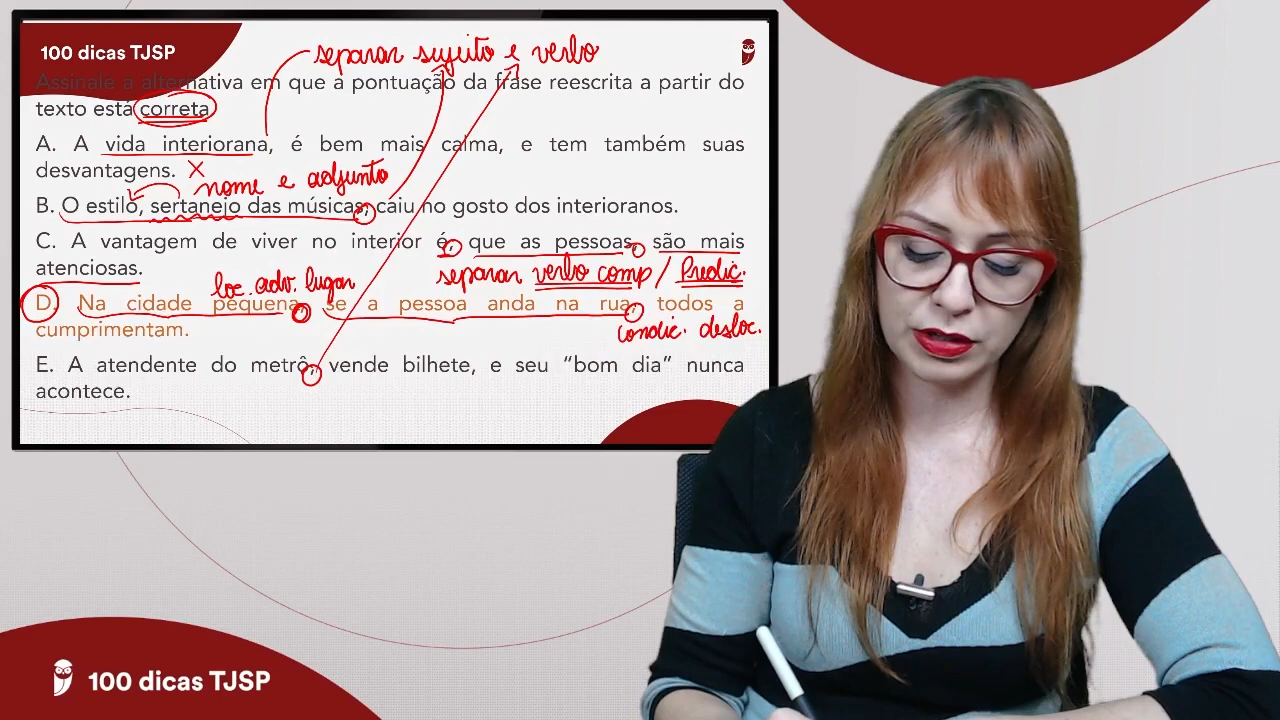 100 dicas TJSP
separar sujeito e verbo
Assinale a alternativa em que a pontuação da frase reescrita a partir do
texto está correta
A. A vida interiorana, é bem mais calma, e tem também suas
desvantagens. X
nome e adjunto
B. O estilo, sertanejo das músicas, caiu no gosto dos interioranos.
C. A vantagem de viver no interior é, que as pessoas, são mais
atenciosas.
separar verbo comp / Predic.
loc. adv. lugar
D. Na cidade pequena, se a pessoa anda na rua, todos a
cumprimentam.
condic. desloc.
E. A atendente do metrô, vende bilhete, e seu “bom dia” nunca
acontece.
100 dicas TJSP